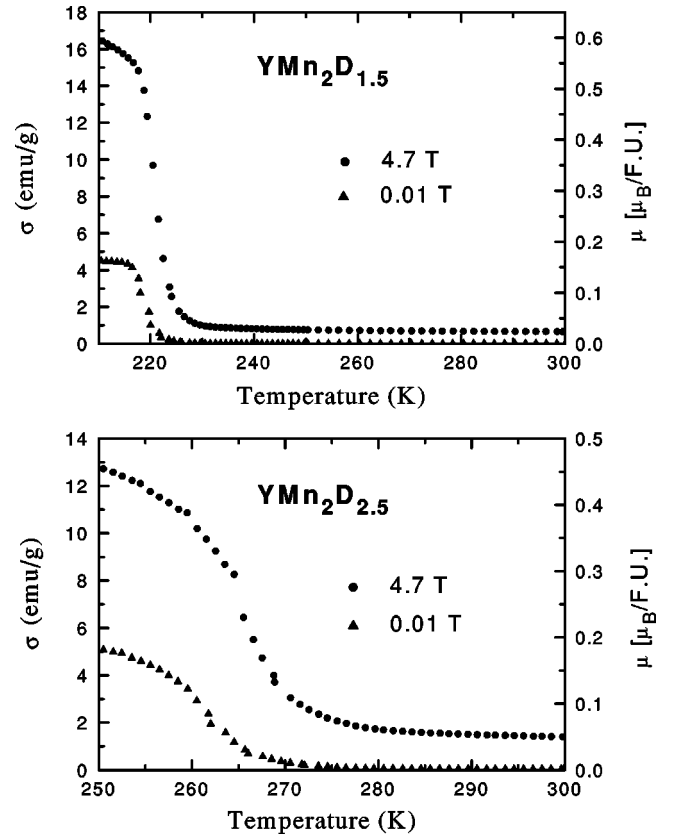 18
16
14
12
10
8
6
4
2
0
σ (emu/g)
YMn₂D₁.₅
4.7 T
0.01 T
0.6
0.5
0.4
0.3
0.2
0.1
0.0
μ [μ_B/F.U.]
220 240 260 280 300
Temperature (K)
14
12
10
8
6
4
2
0
σ (emu/g)
YMn₂D₂.₅
4.7 T
0.01 T
0.5
0.4
0.3
0.2
0.1
0.0
μ [μ_B/F.U.]
250 260 270 280 290 300
Temperature (K)